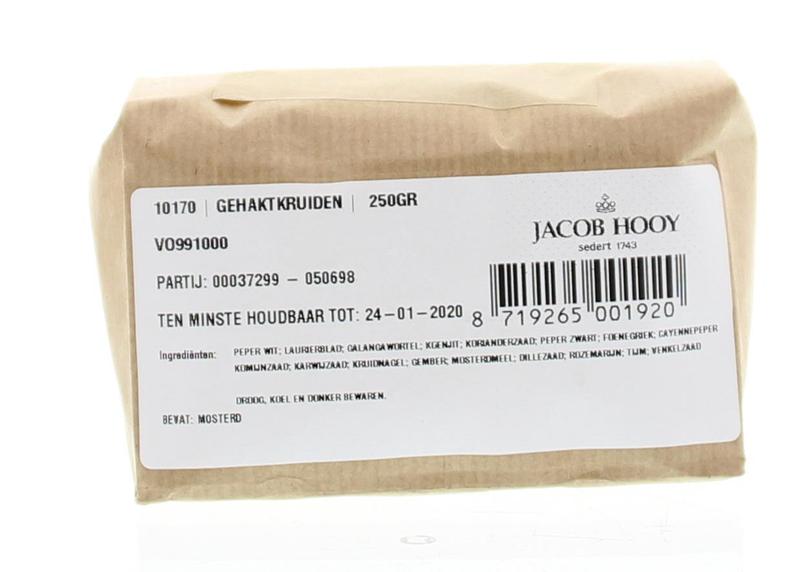 10170 | GEHAKTKRUIDEN | 250GR
JACOB HOOY
sedert 1743
VO991000
PARTIJ: 00037299 - 050698
TEN MINSTE HOUDBAAR TOT: 24-01-2020
8 719265 001920
Ingrediënten: PEPER WIT; LAURIERBLAD; GALANGAWORTEL; KGENJIT; KORIANDERZAAD; PEPER ZWART; FOENEGRIEK; CAYENNEPEPER
KOMIJNZAAD; KARWIJZAAD; KRUIDNAGEL; GEMBER; MOSTERDMEEL; DILLEZAAD; ROZEMARIJN; TIJM; VENKELZAAD
DROOG, KOEL EN DONKER BEWAREN.
BEVAT: MOSTERD